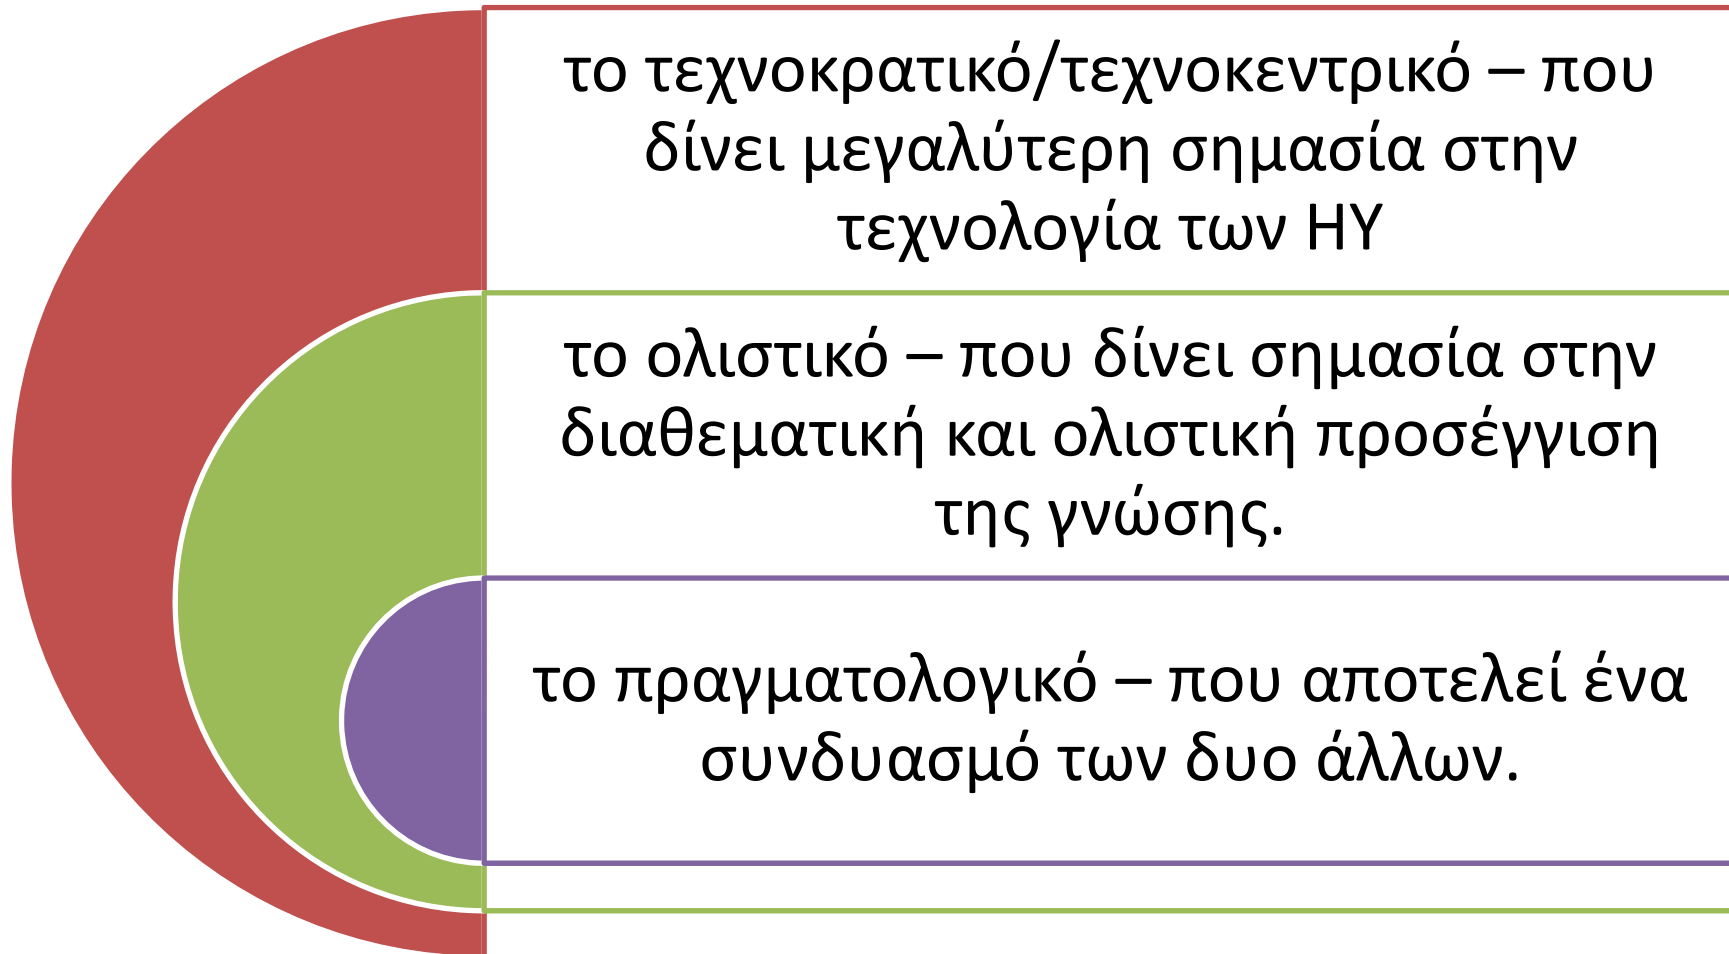 το τεχνοκρατικό/τεχνοκεντρικό – που
δίνει μεγαλύτερη σημασία στην
τεχνολογία των ΗΥ
το ολιστικό – που δίνει σημασία στην
διαθεματική και ολιστική προσέγγιση
της γνώσης.
το πραγματολογικό – που αποτελεί ένα
συνδυασμό των δυο άλλων.